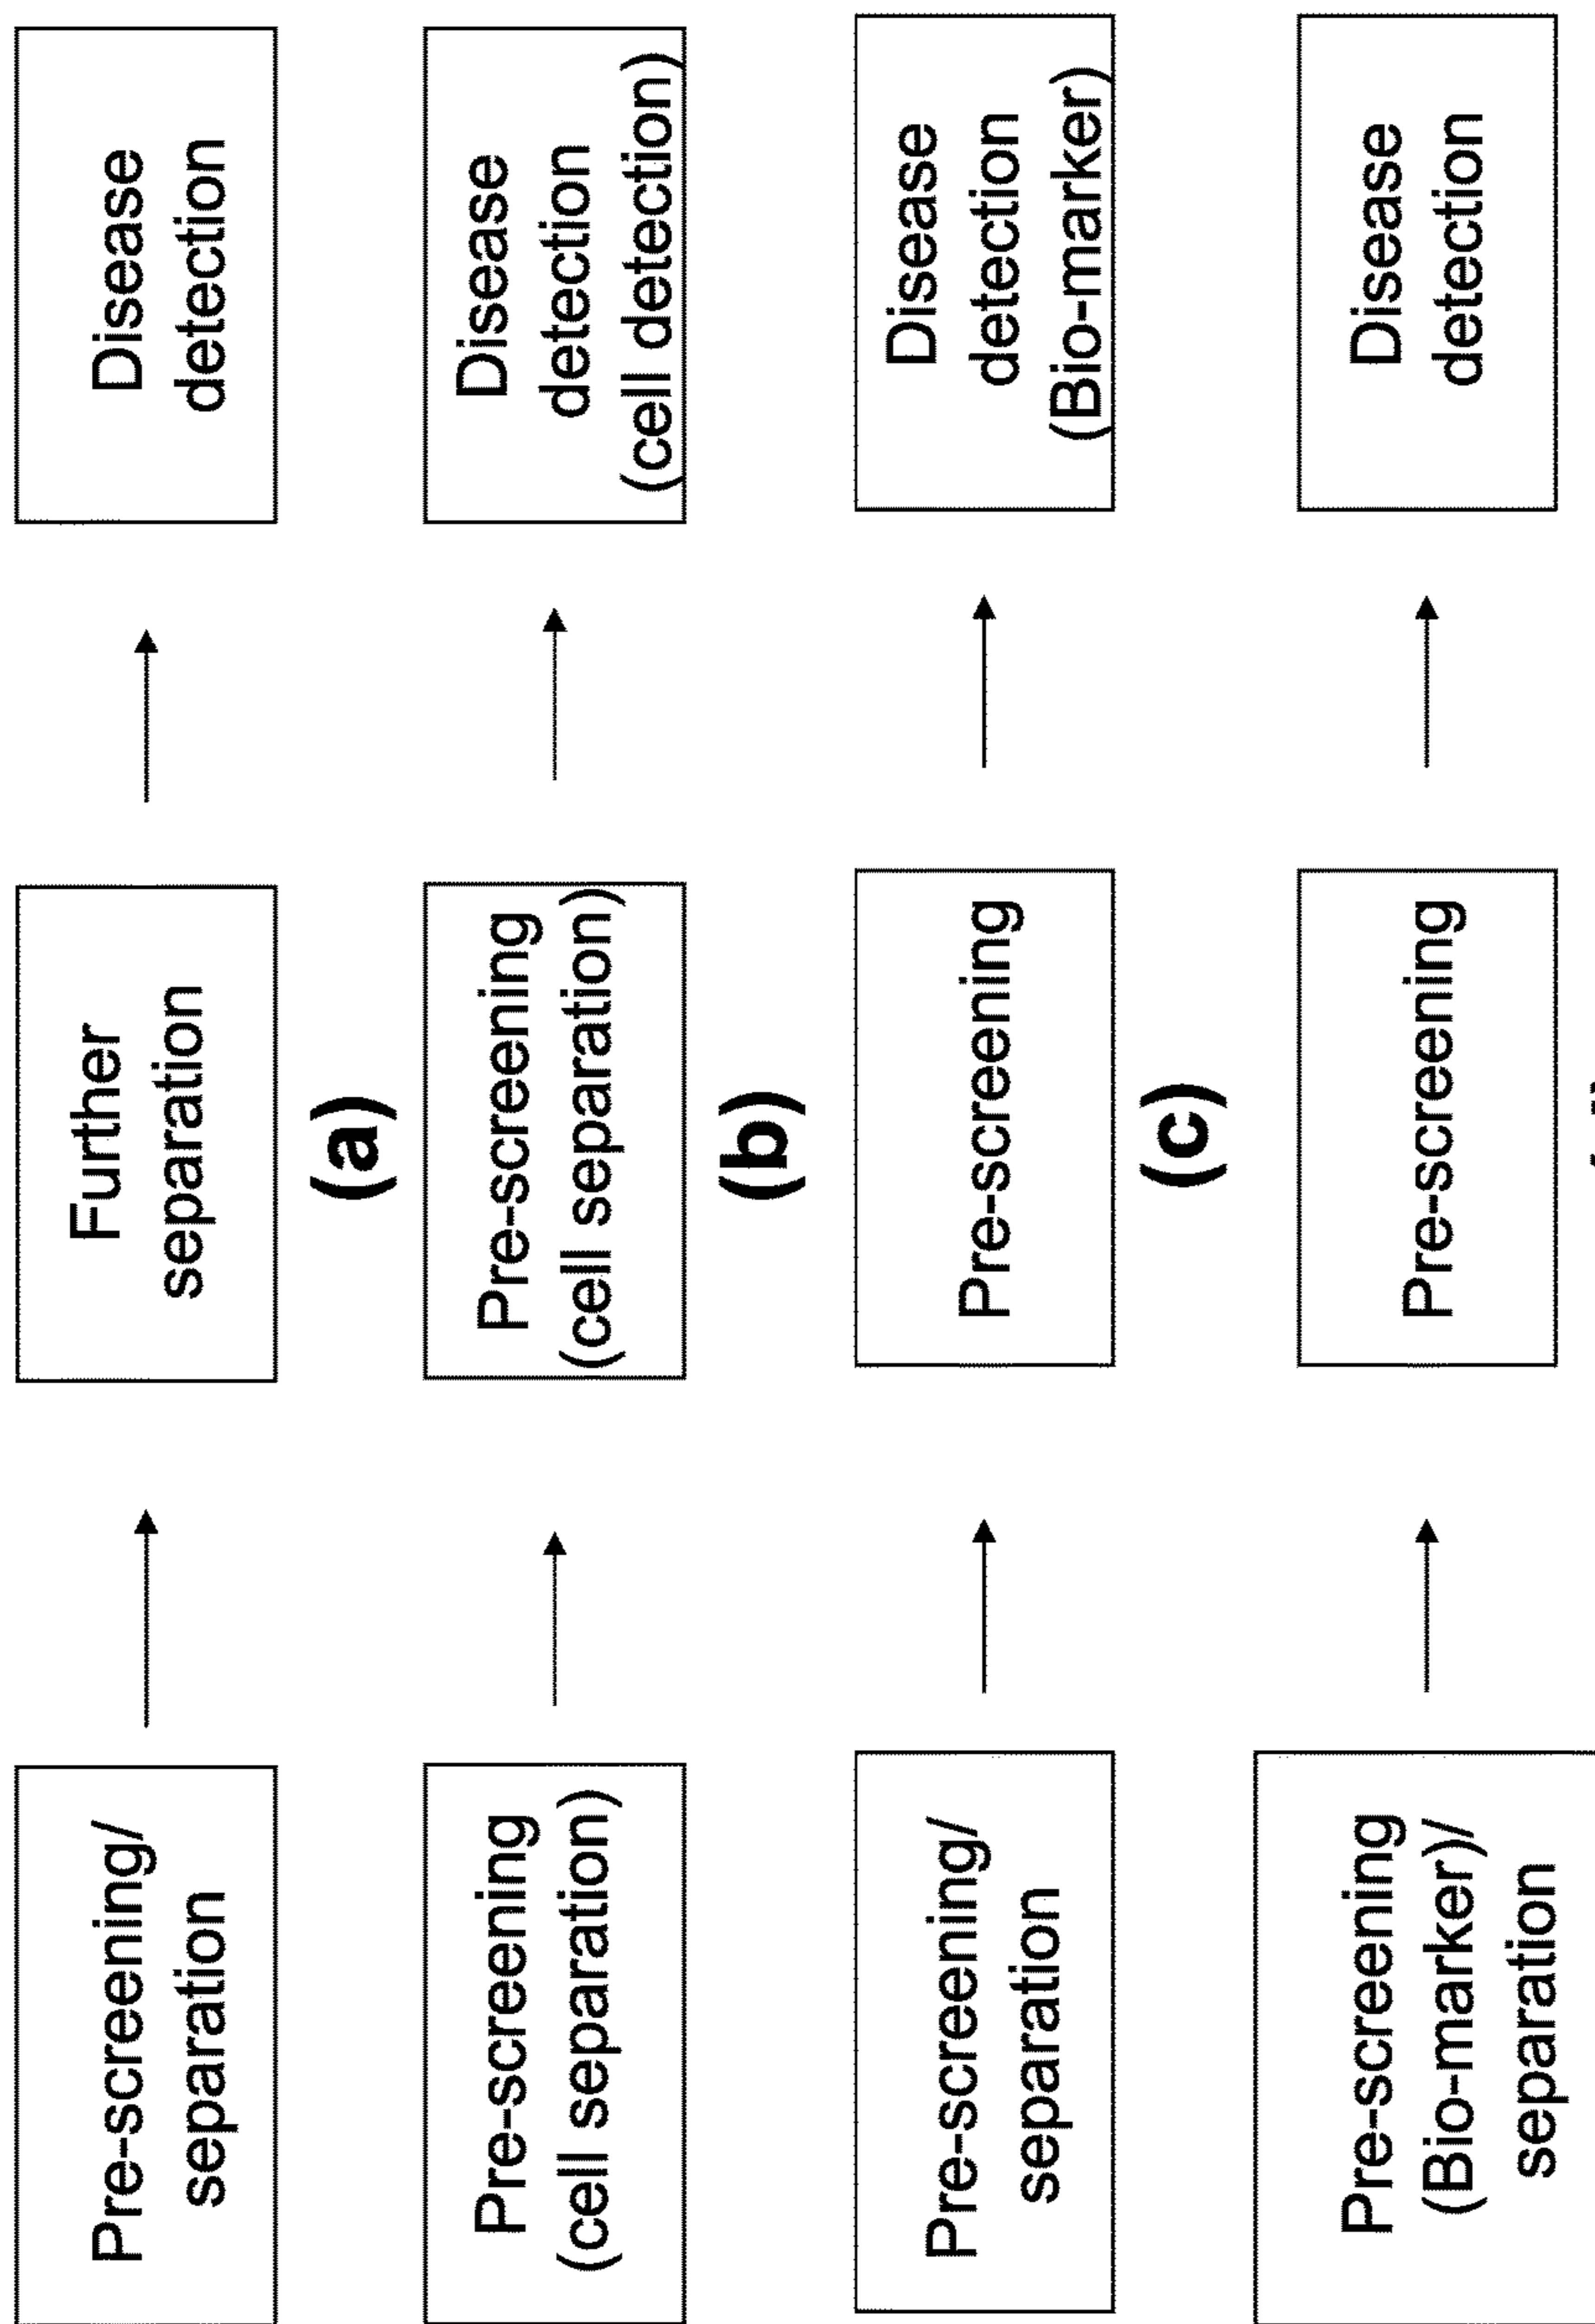 Pre-screening/
separation
Further
separation
Disease
detection
(a)
Pre-screening
(cell separation)
Pre-screening
(cell separation)
Disease
detection
(cell detection)
(b)
Pre-screening/
separation
Pre-screening
Disease
detection
(Bio-marker)
(c)
Pre-screening
(Bio-marker)/
separation
Pre-screening
Disease
detection